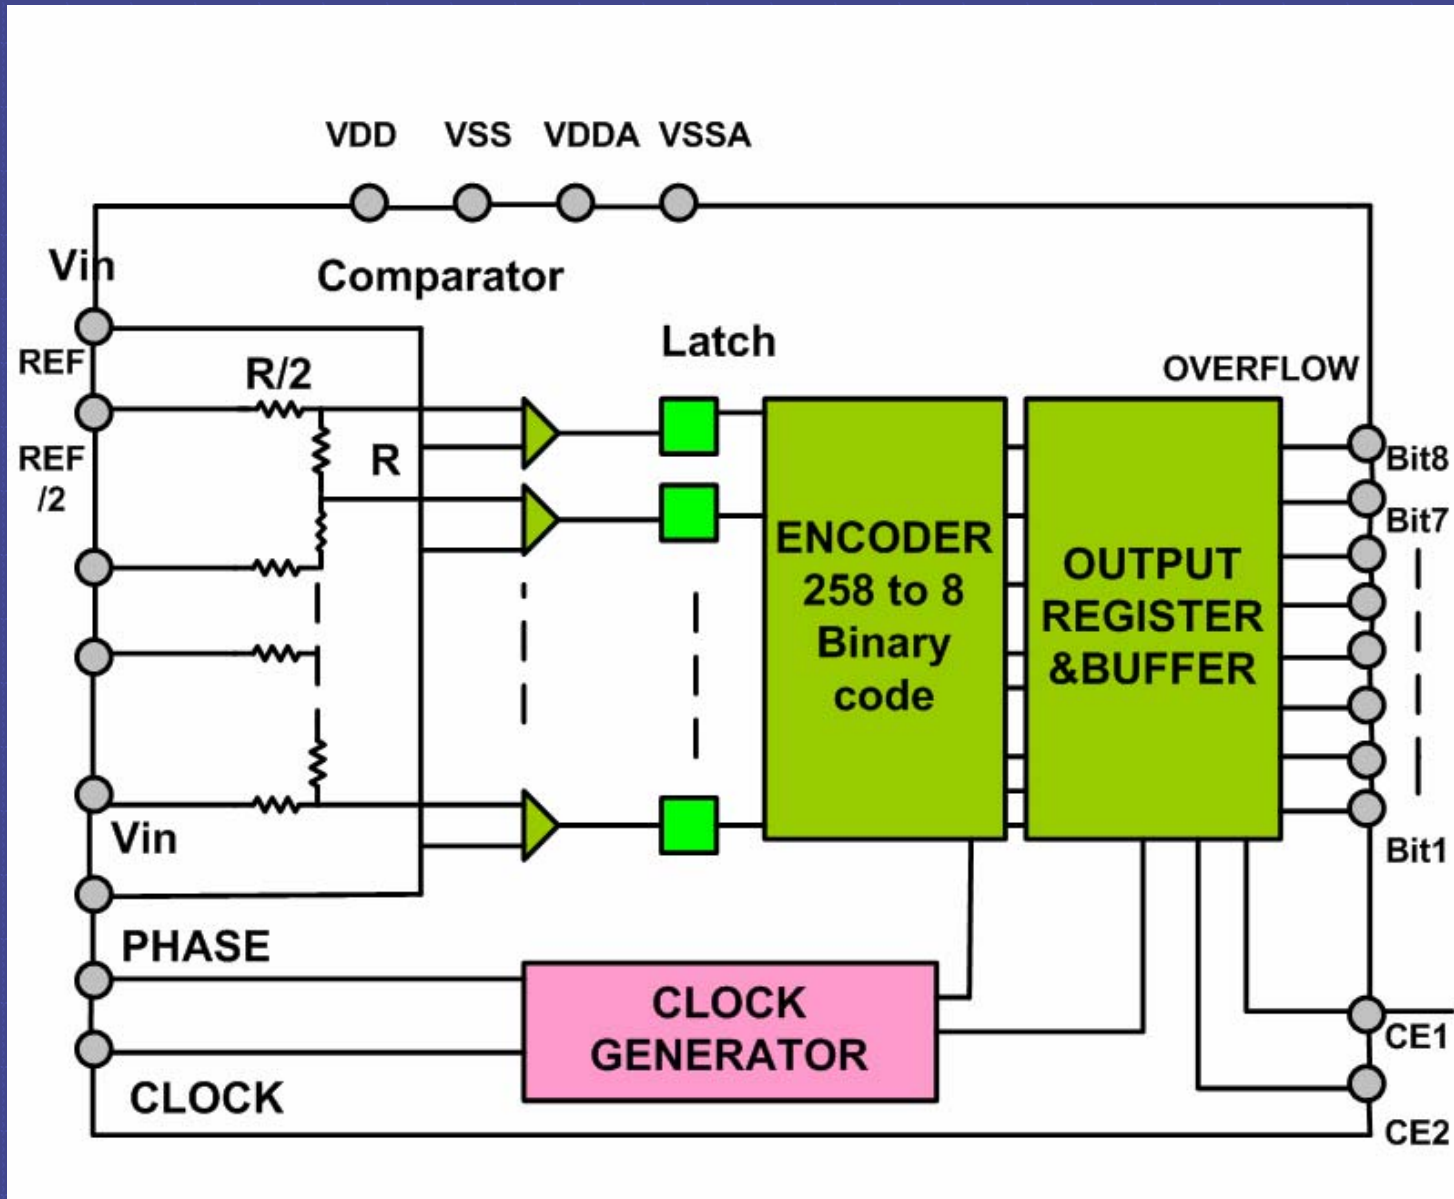 VDD VSS VDDA VSSA
Vin
Comparator
Latch
REF
R/2
OVERFLOW
REF
/2
R
Bit8
Bit7
ENCODER
258 to 8
Binary
code
OUTPUT
REGISTER
&BUFFER
Vin
Bit1
PHASE
CLOCK
GENERATOR
CE1
CLOCK
CE2